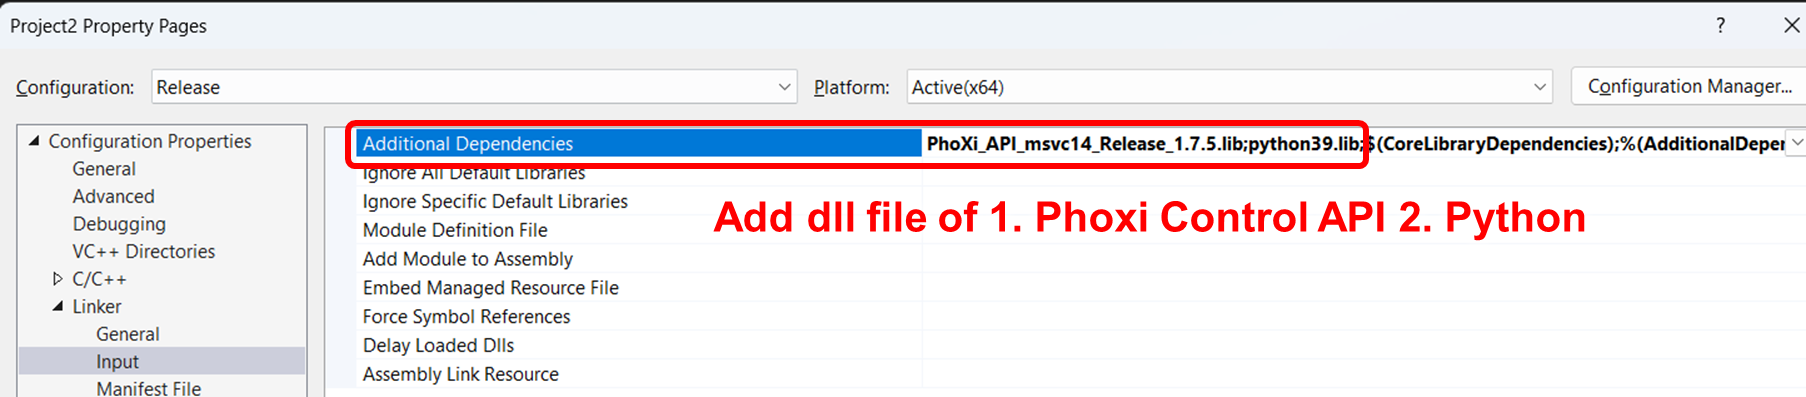 Project2 Property Pages
? ×
Configuration: Release Platform: Active(x64) Configuration Manager...
Configuration Properties
General
Advanced
Debugging
VC++ Directories
C/C++
Linker
General
Input
Manifest File
Additional Dependencies PhoXi_API_msvc14_Release_1.7.5.lib;python39.lib;$(CoreLibraryDependencies);%(AdditionalDeper
Ignore All Default Libraries
Ignore Specific Default Libraries
Module Definition File
Add Module to Assembly
Embed Managed Resource File
Force Symbol References
Delay Loaded Dlls
Assembly Link Resource
Add dll file of 1. Phoxi Control API 2. Python